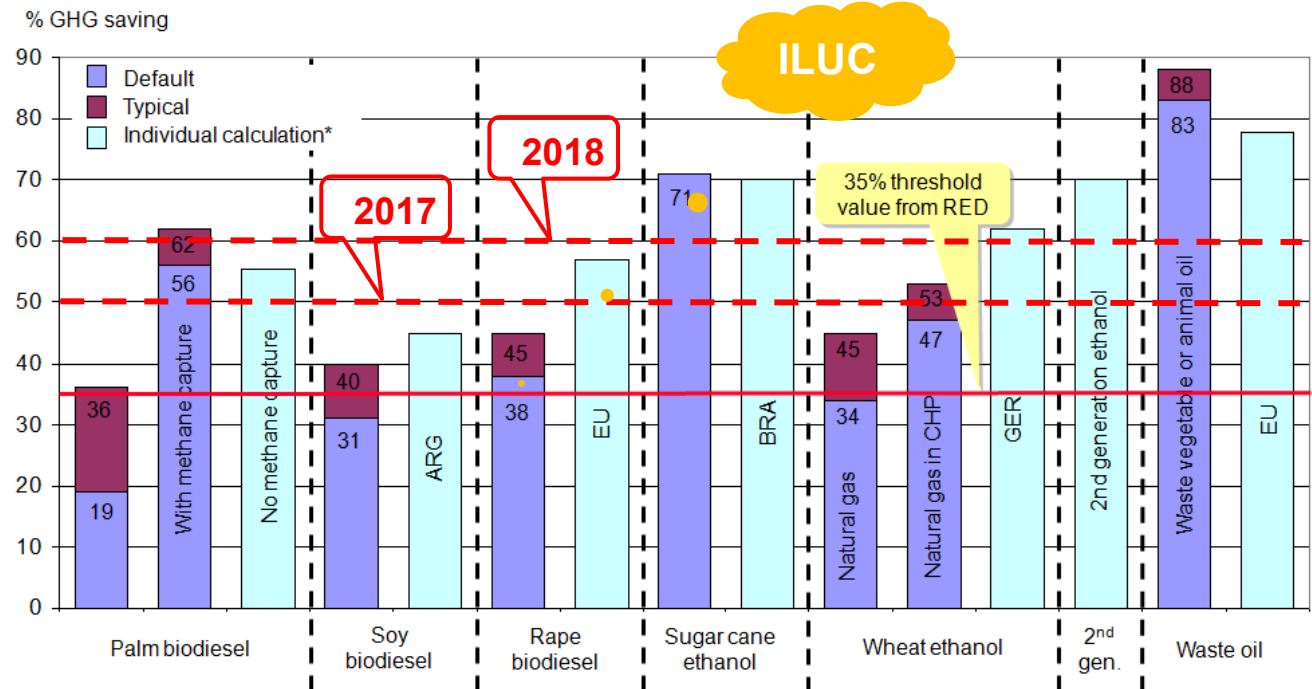 % GHG saving
90
80
70
60
50
40
30
20
10
0
Default
Typical
Individual calculation*
ILUC
2018
2017
35% threshold
value from RED
36
19
62
56
With methane capture
No methane capture
40
31
ARG
45
38
EU
71
BRA
45
34
Natural gas
53
47
Natural gas in CHP
GER
2nd generation ethanol
88
83
Waste vegetable or animal oil
EU
Palm biodiesel
Soy
biodiesel
Rape
biodiesel
Sugar cane
ethanol
Wheat ethanol
2nd
gen.
Waste oil